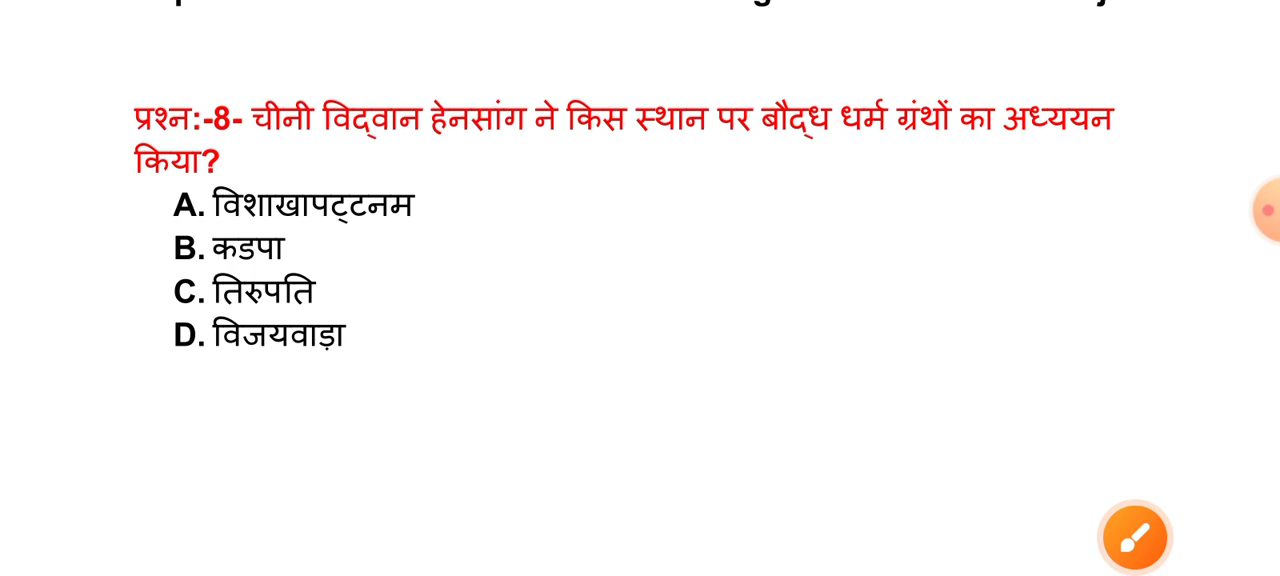 प्रश्न:-8- चीनी विद्वान हेनसांग ने किस स्थान पर बौद्ध धर्म ग्रंथों का अध्ययन
किया?
A. विशाखापट्टनम
B. कडपा
C. तिरुपति
D. विजयवाड़ा